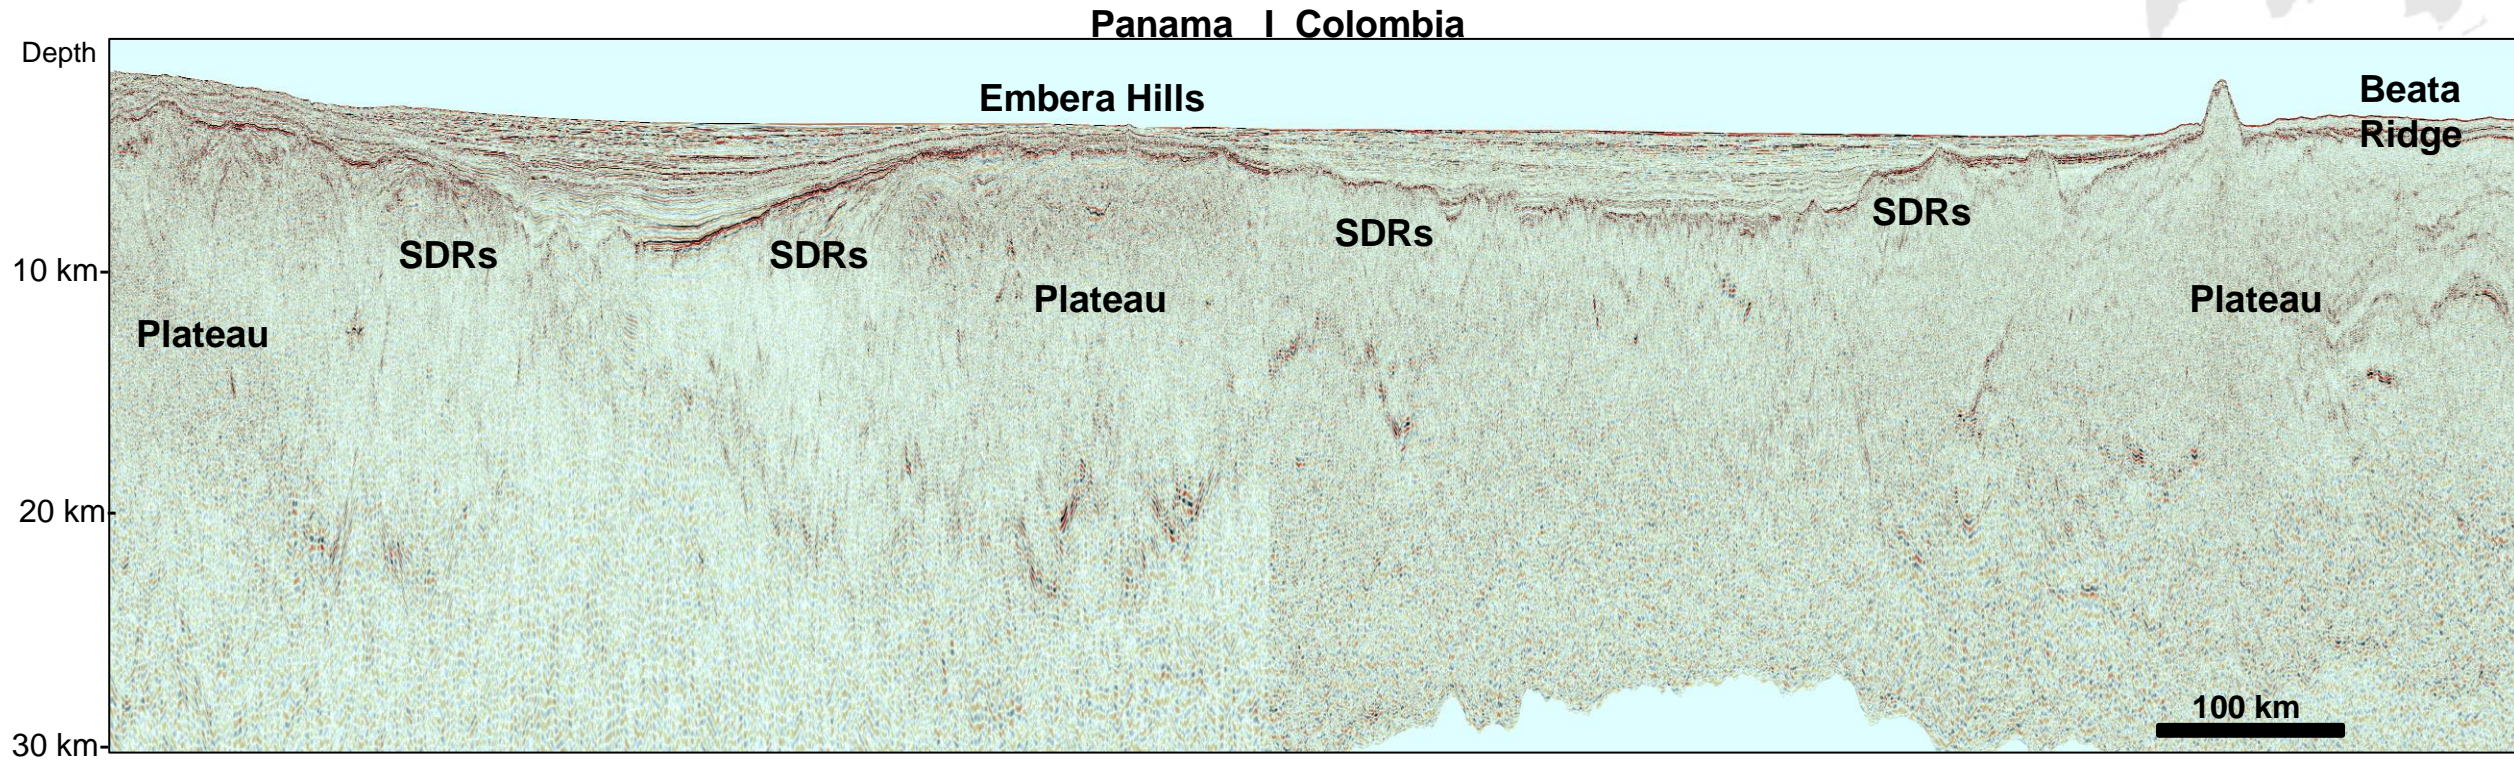 Panama I Colombia
Depth
Embera Hills
Beata
Ridge
SDRs
SDRs
SDRs
SDRs
10 km
Plateau
Plateau
Plateau
20 km
100 km
30 km